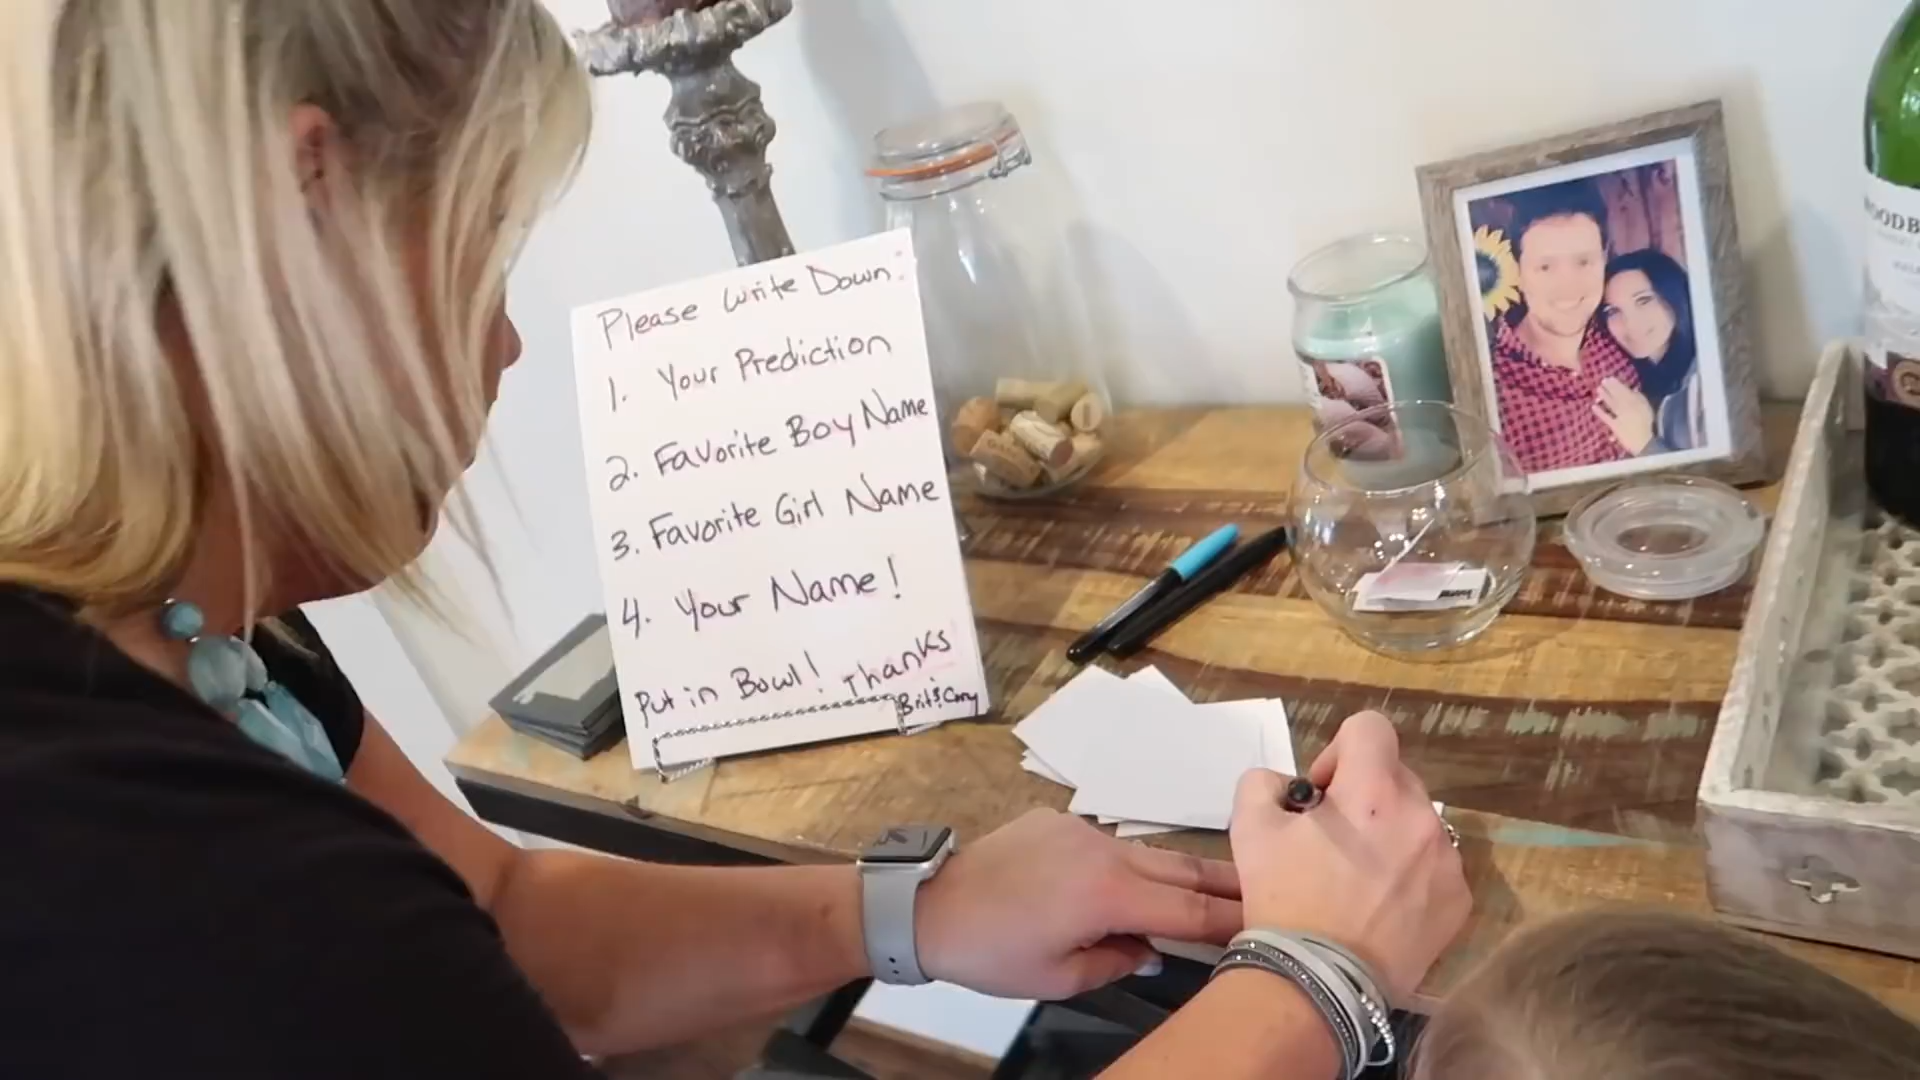 Please Write Down:
1. Your Prediction
2. Favorite Boy Name
3. Favorite Girl Name
4. Your Name!
Put in Bowl! Thanks
Brit & Cory